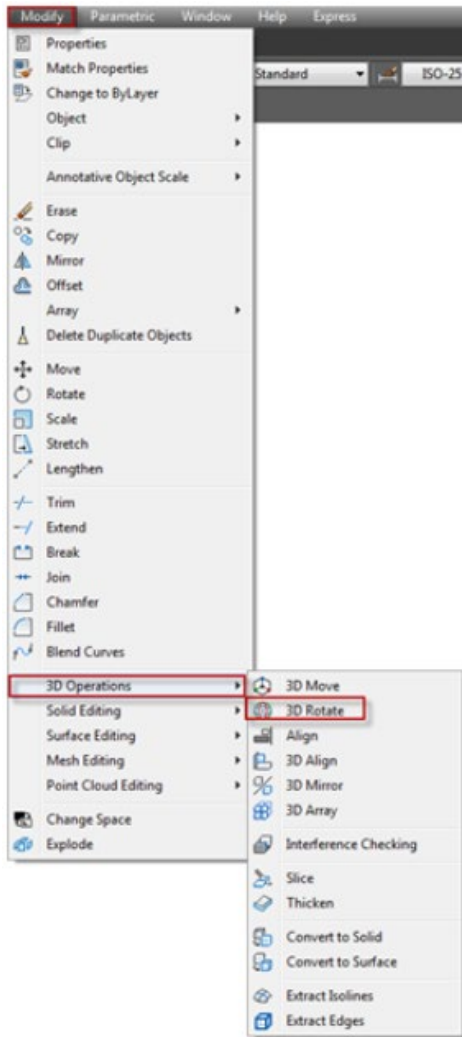 Modify Parametric Window Help Express
Properties
Match Properties
Standard ISO-25
Change to ByLayer
Object
Clip
Annotative Object Scale
Erase
Copy
Mirror
Offset
Array
Delete Duplicate Objects
Move
Rotate
Scale
Stretch
Lengthen
Trim
Extend
Break
Join
Chamfer
Fillet
Blend Curves
3D Operations
Solid Editing
Surface Editing
Mesh Editing
Point Cloud Editing
Change Space
Explode
3D Move
3D Rotate
Align
3D Align
3D Mirror
3D Array
Interference Checking
Slice
Thicken
Convert to Solid
Convert to Surface
Extract Isolines
Extract Edges